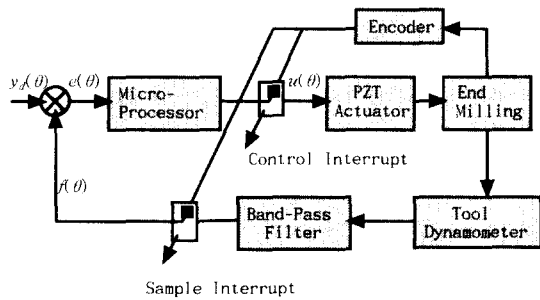 Encoder
y_d(θ)
e(θ)
Micro-
Processor
u(θ)
PZT
Actuator
End
Milling
Control Interrupt
f(θ)
Band-Pass
Filter
Tool
Dynamometer
Sample Interrupt